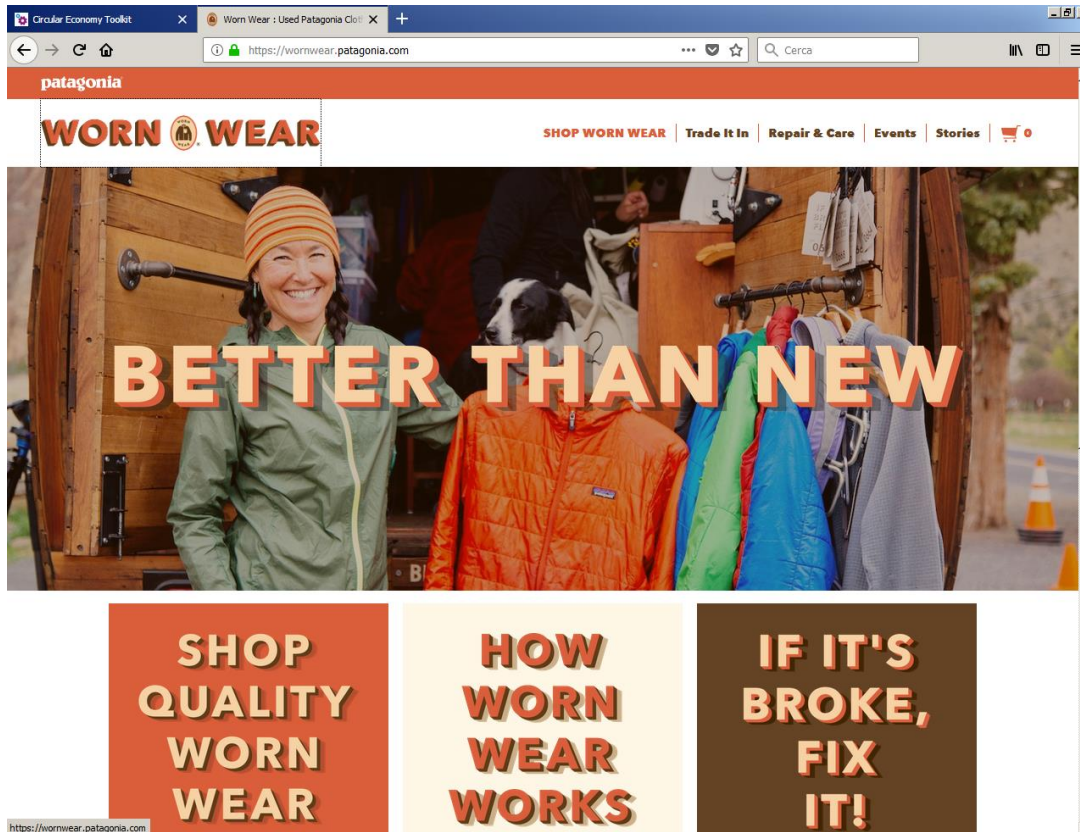 Circular Economy Toolkit
Worn Wear : Used Patagonia Clot
https://wornwear.patagonia.com
Cerca
patagonia
WORN WEAR
SHOP WORN WEAR
Trade It In
Repair & Care
Events
Stories
0
BETTER THAN NEW
SHOP
QUALITY
WORN
WEAR
HOW
WORN
WEAR
WORKS
IF IT'S
BROKE,
FIX
IT!
https://wornwear.patagonia.com